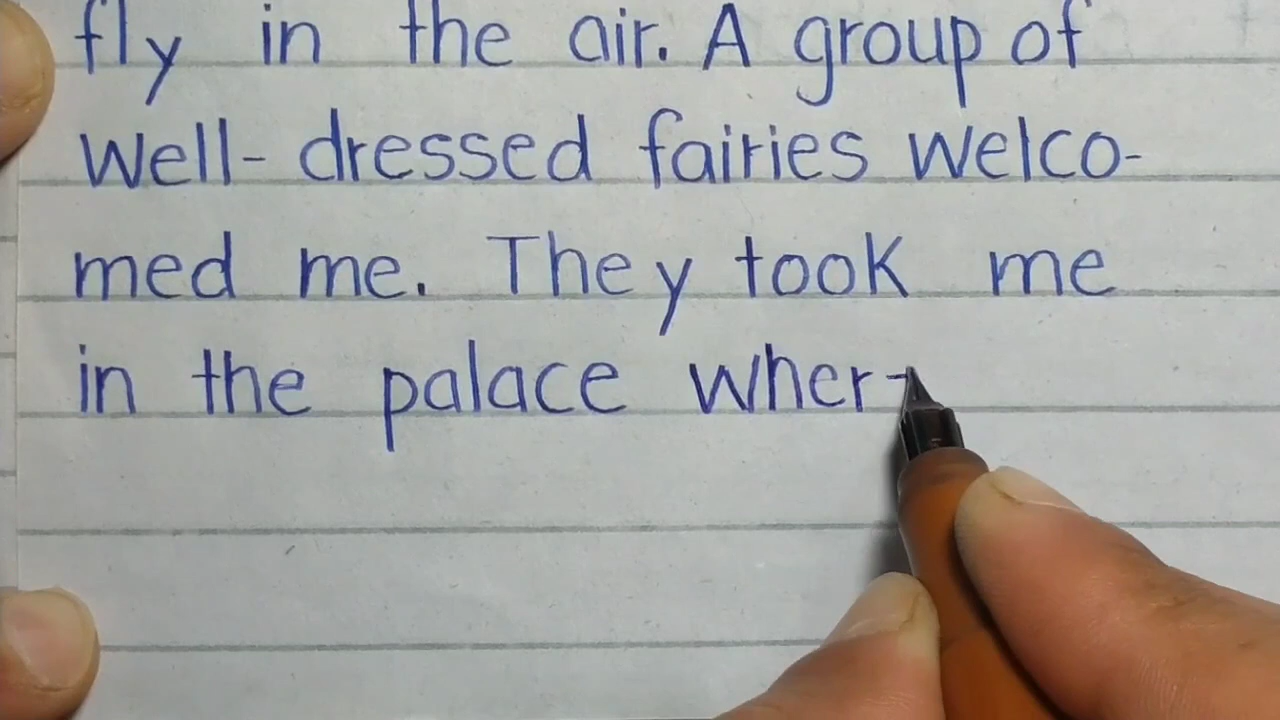 fly in the air. A group of
well-dressed fairies welco-
med me. They took me
in the palace wher